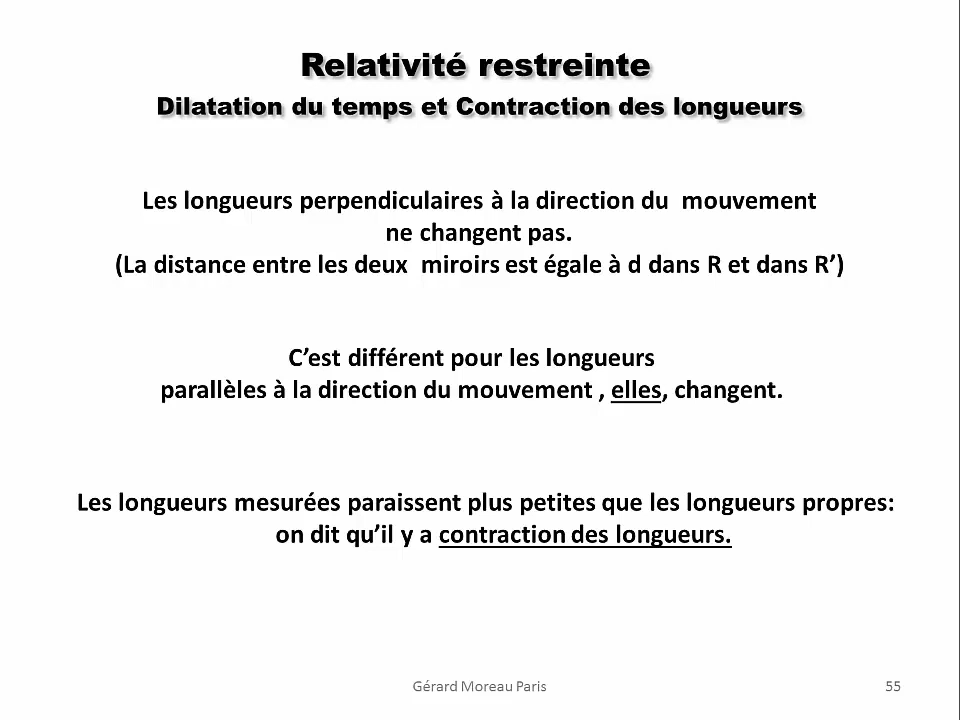 Relativité restreinte
Dilatation du temps et Contraction des longueurs
Les longueurs perpendiculaires à la direction du mouvement
ne changent pas.
(La distance entre les deux miroirs est égale à d dans R et dans R’)
C’est différent pour les longueurs
parallèles à la direction du mouvement , elles, changent.
Les longueurs mesurées paraissent plus petites que les longueurs propres:
on dit qu’il y a contraction des longueurs.
Gérard Moreau Paris
55